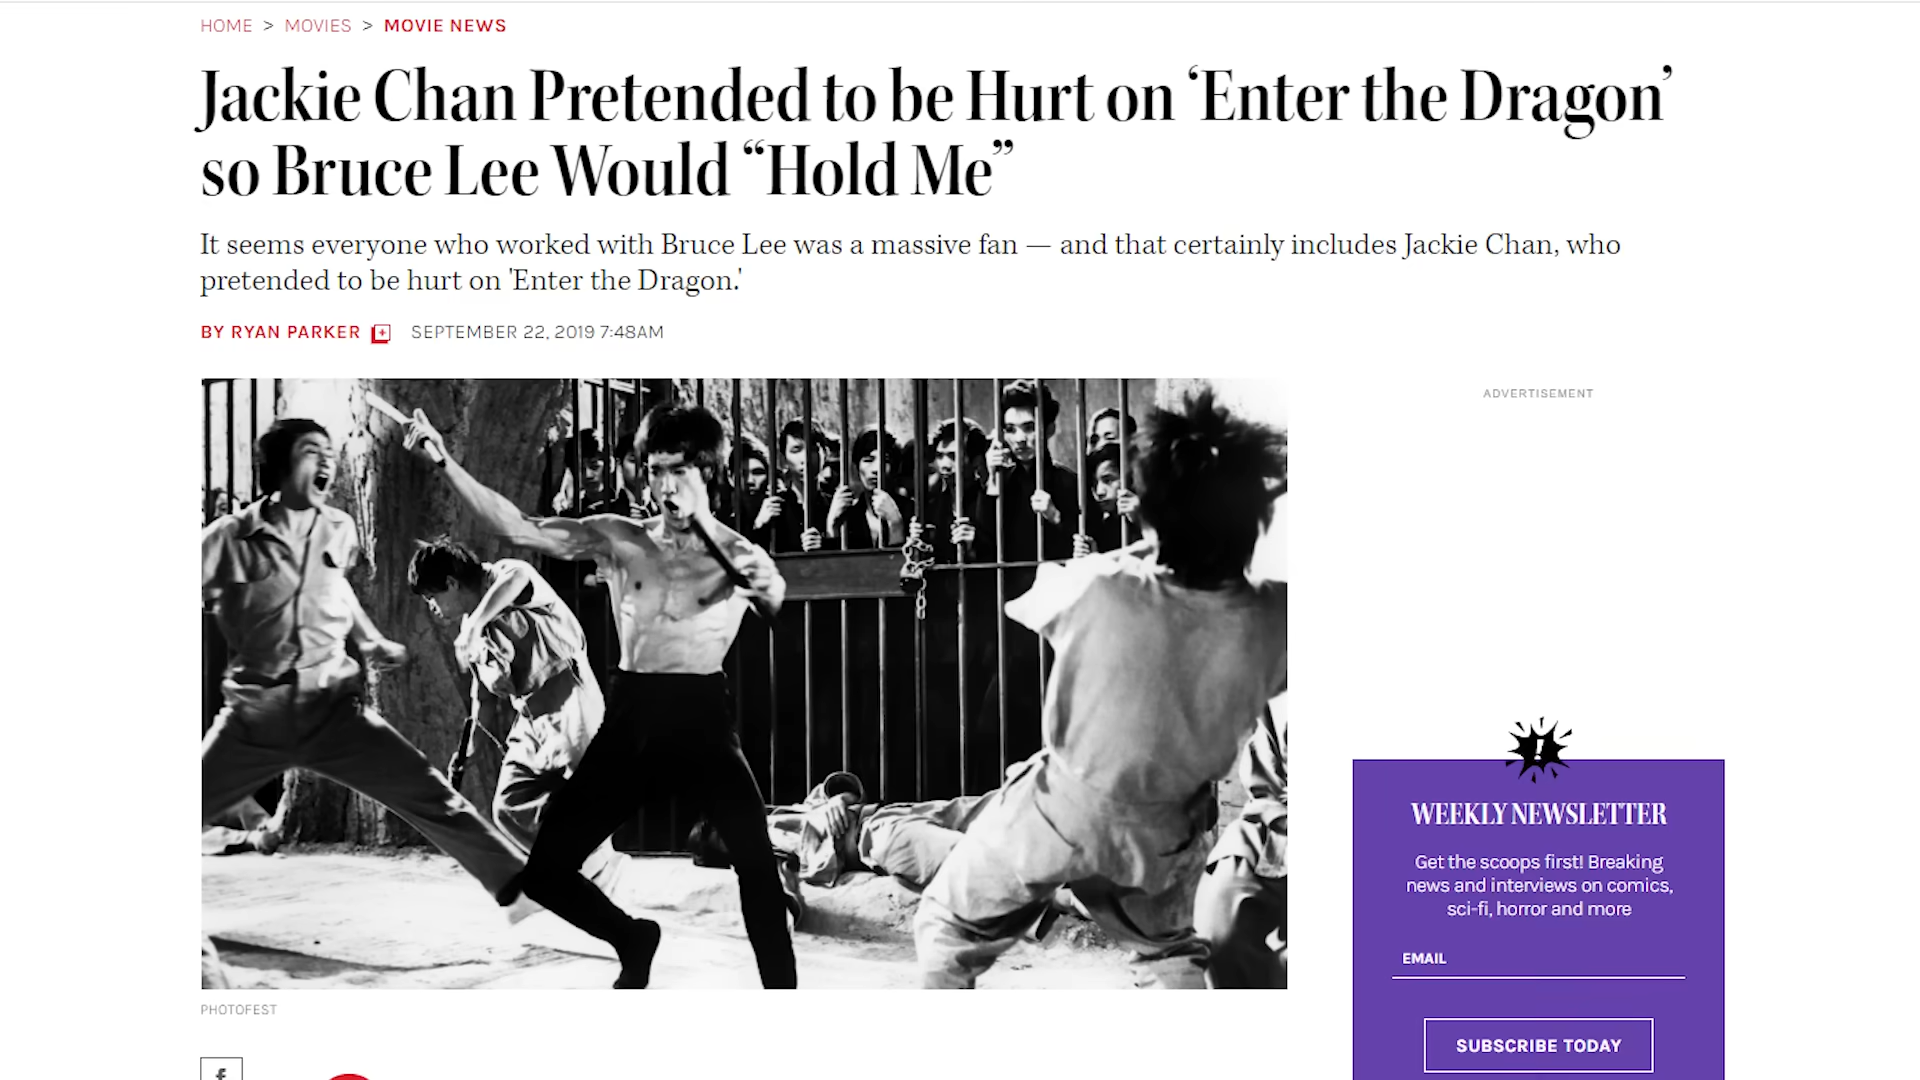 HOME > MOVIES > MOVIE NEWS
Jackie Chan Pretended to be Hurt on ‘Enter the Dragon’
so Bruce Lee Would “Hold Me”
It seems everyone who worked with Bruce Lee was a massive fan — and that certainly includes Jackie Chan, who
pretended to be hurt on 'Enter the Dragon.'
BY RYAN PARKER + SEPTEMBER 22, 2019 7:48AM
ADVERTISEMENT
PHOTOFEST
f
!
WEEKLY NEWSLETTER
Get the scoops first! Breaking
news and interviews on comics,
sci-fi, horror and more
EMAIL
SUBSCRIBE TODAY